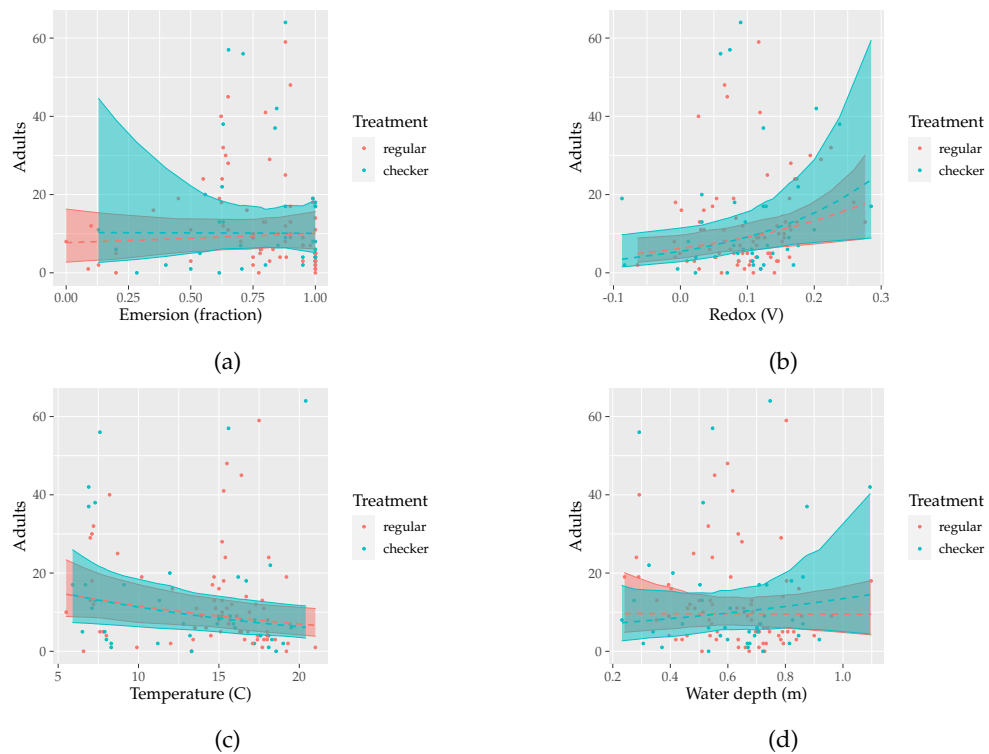 60
40
20
0
Adults
0.00 0.25 0.50 0.75 1.00
Emersion (fraction)
Treatment
regular
checker
(a)
60
40
20
0
Adults
-0.1 0.0 0.1 0.2 0.3
Redox (V)
Treatment
regular
checker
(b)
60
40
20
0
Adults
5 10 15 20
Temperature (C)
Treatment
regular
checker
(c)
60
40
20
0
Adults
0.2 0.4 0.6 0.8 1.0
Water depth (m)
Treatment
regular
checker
(d)